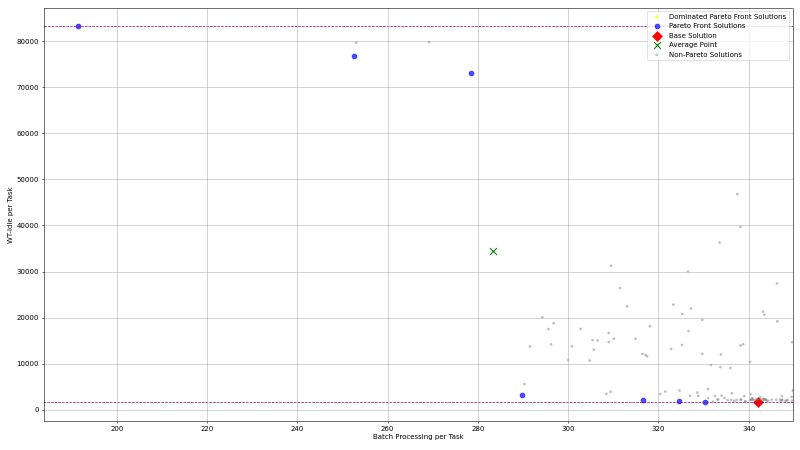 Dominated Pareto Front Solutions
Pareto Front Solutions
Base Solution
Average Point
Non-Pareto Solutions
80000
70000
60000
50000
40000
30000
20000
10000
0
WT-Idle per Task
200
220
240
260
280
300
320
340
Batch Processing per Task